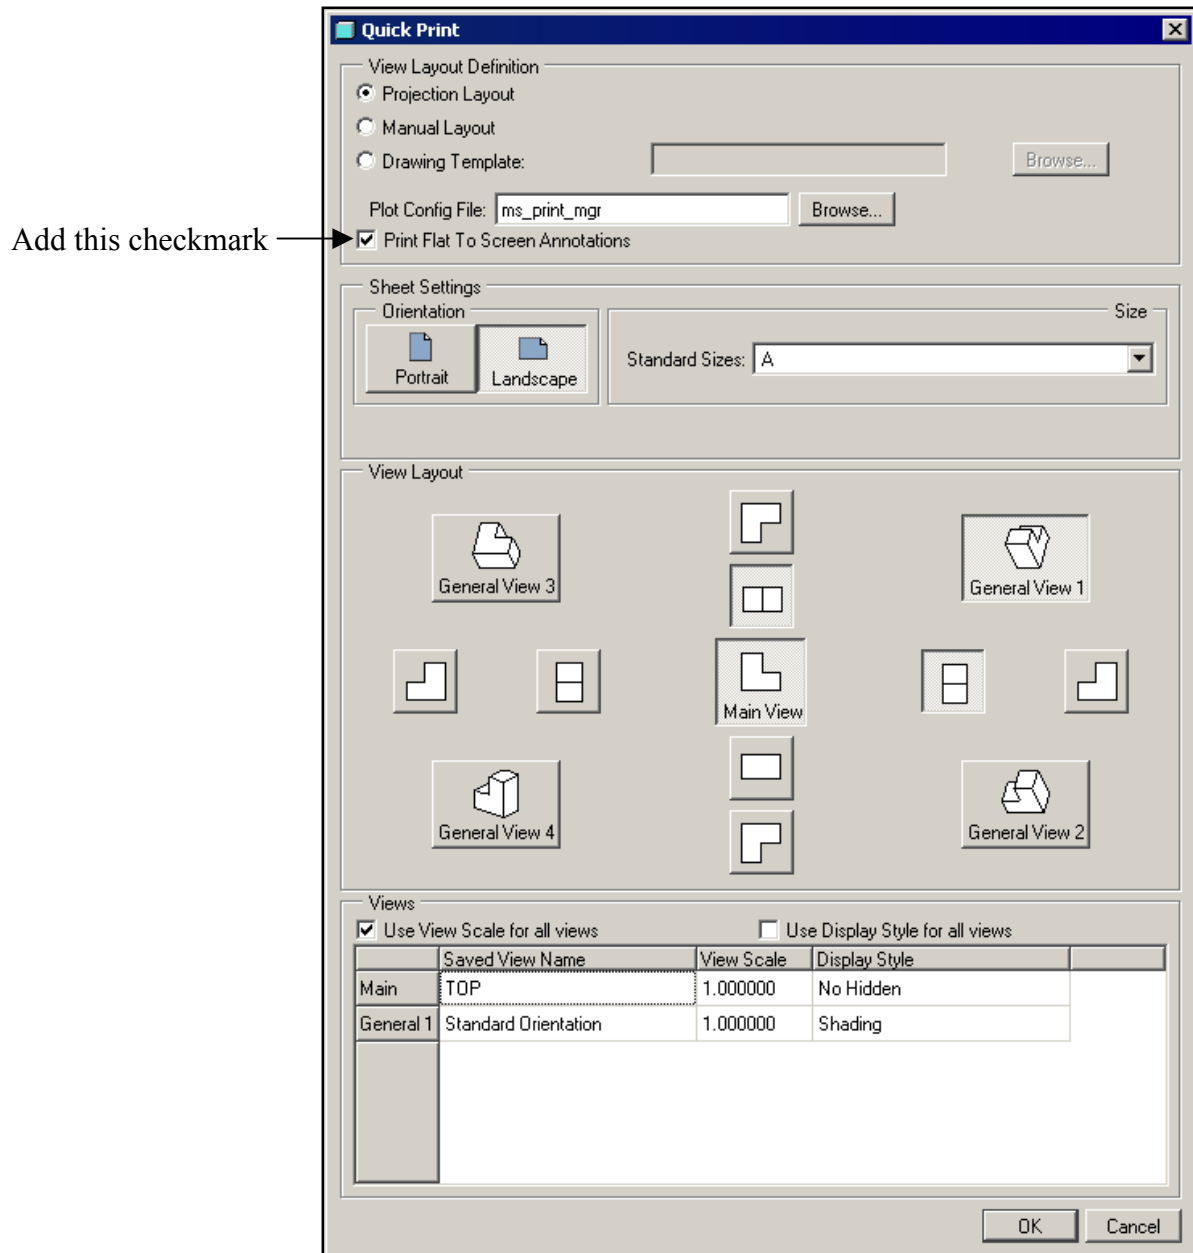 Quick Print
View Layout Definition
Projection Layout
Manual Layout
Drawing Template:
Browse...
Plot Config File: ms_print_mgr Browse...
Add this checkmark
Print Flat To Screen Annotations
Sheet Settings
Orientation
Size
Portrait
Landscape
Standard Sizes: A
View Layout
General View 3
General View 1
Main View
General View 4
General View 2
Views
Use View Scale for all views
Use Display Style for all views
Saved View Name View Scale Display Style
Main TOP 1.000000 No Hidden
General 1 Standard Orientation 1.000000 Shading
OK Cancel